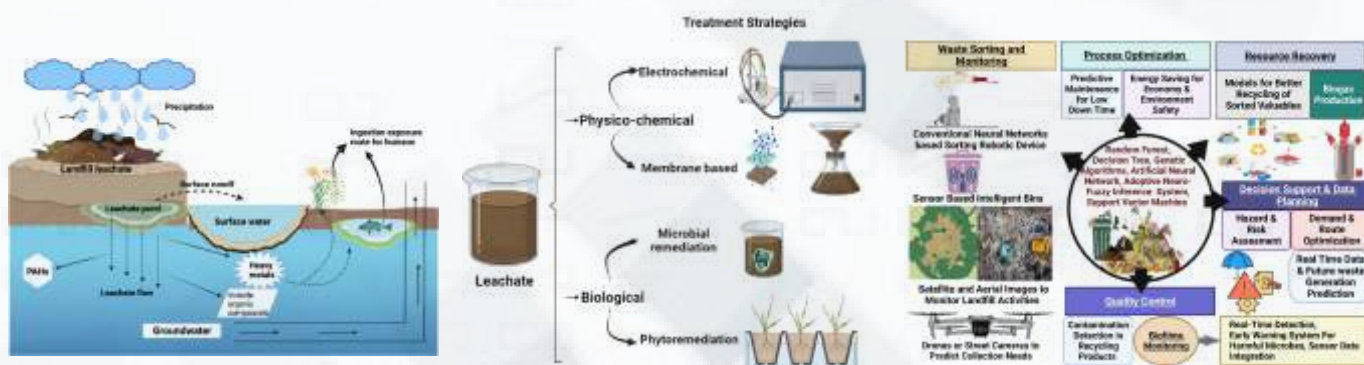 Precipitation
Landfill leachate
Surface runoff
Leachate pond
Surface water
Ingestion exposure
route for humans
PAHs
Leachate flow
Heavy
metals
Volatile
organic
compounds
Groundwater
Treatment Strategies
Leachate
Physico-chemical
Electrochemical
Membrane based
Biological
Microbial
remediation
Phytoremediation
Waste Sorting and
Monitoring
Conventional Neural Networks
based Sorting Robotic Device
Sensor Based Intelligent Bins
Satellite and Aerial Images to
Monitor Landfill Activities
Drones or Street Cameras to
Predict Collection Needs
Process Optimization
Predictive
Maintenance
for Low
Down Time
Energy Saving for
Economy &
Environment
Safety
Random Forest,
Decision Tree, Genetic
Algorithms, Artificial Neural
Network, Adoptive Neuro-
Fuzzy Inference System,
Support Vector Machine
Quality Control
Contamination
Detection in
Recycling
Products
Biofilms
Monitoring
Real-Time Detection,
Early Warning System For
Harmful Microbes, Sensor Data
Integration
Resource Recovery
Models for Better
Recycling of
Sorted Valuables
Biogas
Production
Decision Support & Data
Planning
Hazard &
Risk
Assessment
Demand &
Route
Optimization
Real Time Data
& Future waste
Generation
Prediction